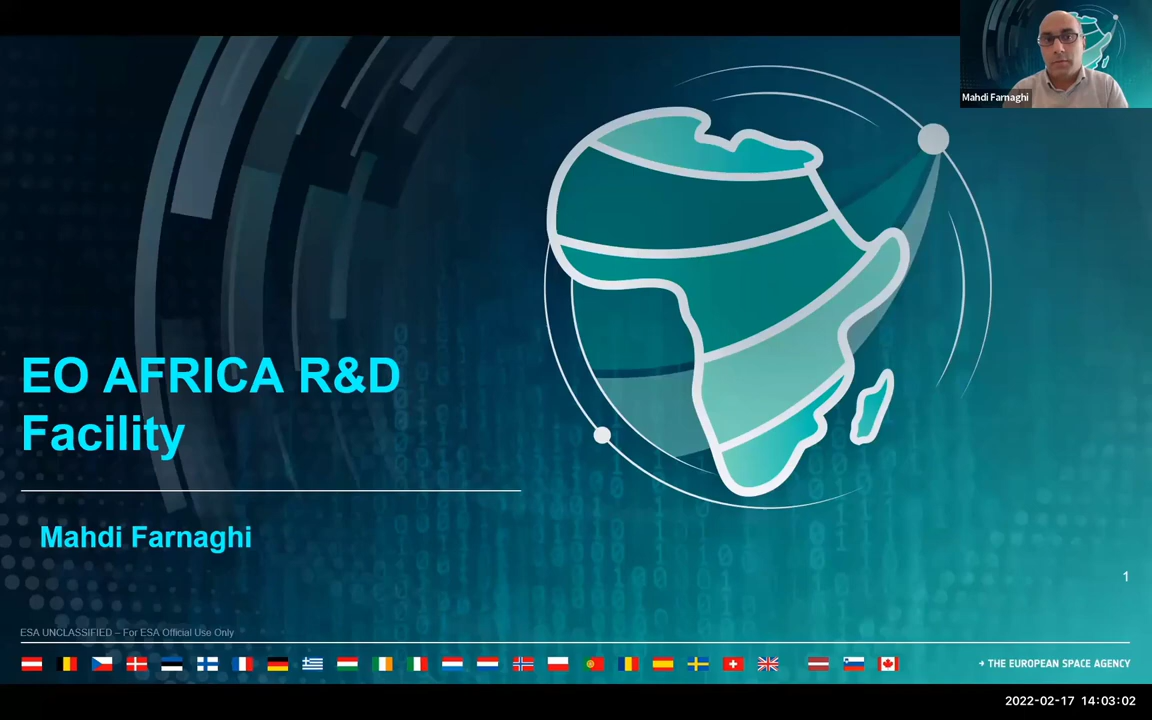 Mahdi Farnaghi
EO AFRICA R&D
Facility
Mahdi Farnaghi
1
ESA UNCLASSIFIED – For ESA Official Use Only
→ THE EUROPEAN SPACE AGENCY
2022-02-17 14:03:02